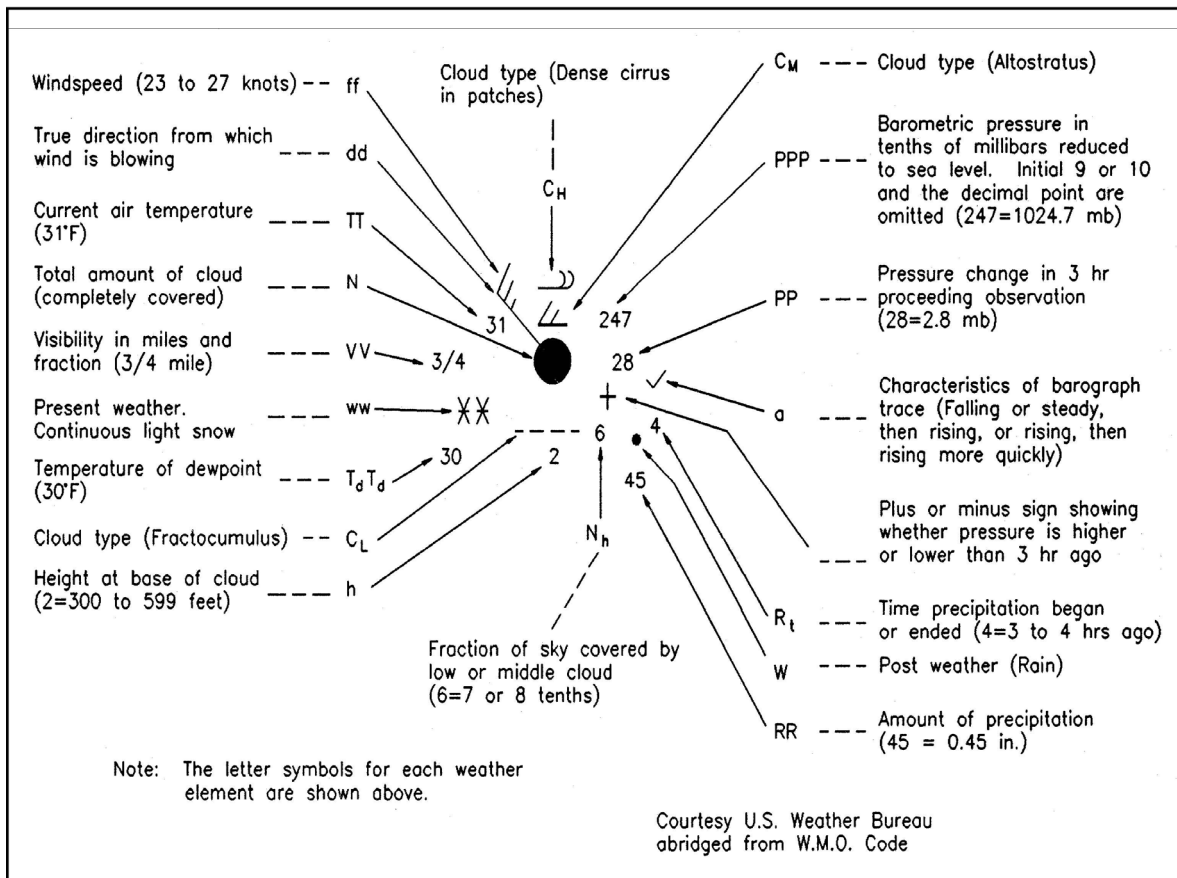 Windspeed (23 to 27 knots) -- ff
True direction from which
wind is blowing
dd
Current air temperature
(31°F)
TT
Total amount of cloud
(completely covered)
N
Visibility in miles and
fraction (3/4 mile)
VV
Present weather.
Continuous light snow
ww
Temperature of dewpoint
(30°F)
TdTd
Cloud type (Fractocumulus) -- CL
Height at base of cloud
(2=300 to 599 feet)
h
Cloud type (Dense cirrus
in patches)
CH
31
247
3/4
28
30
2
6
4
45
Nh
Fraction of sky covered by
low or middle cloud
(6=7 or 8 tenths)
CM --- Cloud type (Altostratus)
PPP
Barometric pressure in
tenths of millibars reduced
to sea level. Initial 9 or 10
and the decimal point are
omitted (247=1024.7 mb)
PP
Pressure change in 3 hr
proceeding observation
(28=2.8 mb)
a
Characteristics of barograph
trace (Falling or steady,
then rising, or rising, then
rising more quickly)
Plus or minus sign showing
whether pressure is higher
or lower than 3 hr ago
Rt
Time precipitation began
or ended (4=3 to 4 hrs ago)
W --- Post weather (Rain)
RR
Amount of precipitation
(45 = 0.45 in.)
Note: The letter symbols for each weather
element are shown above.
Courtesy U.S. Weather Bureau
abridged from W.M.O. Code